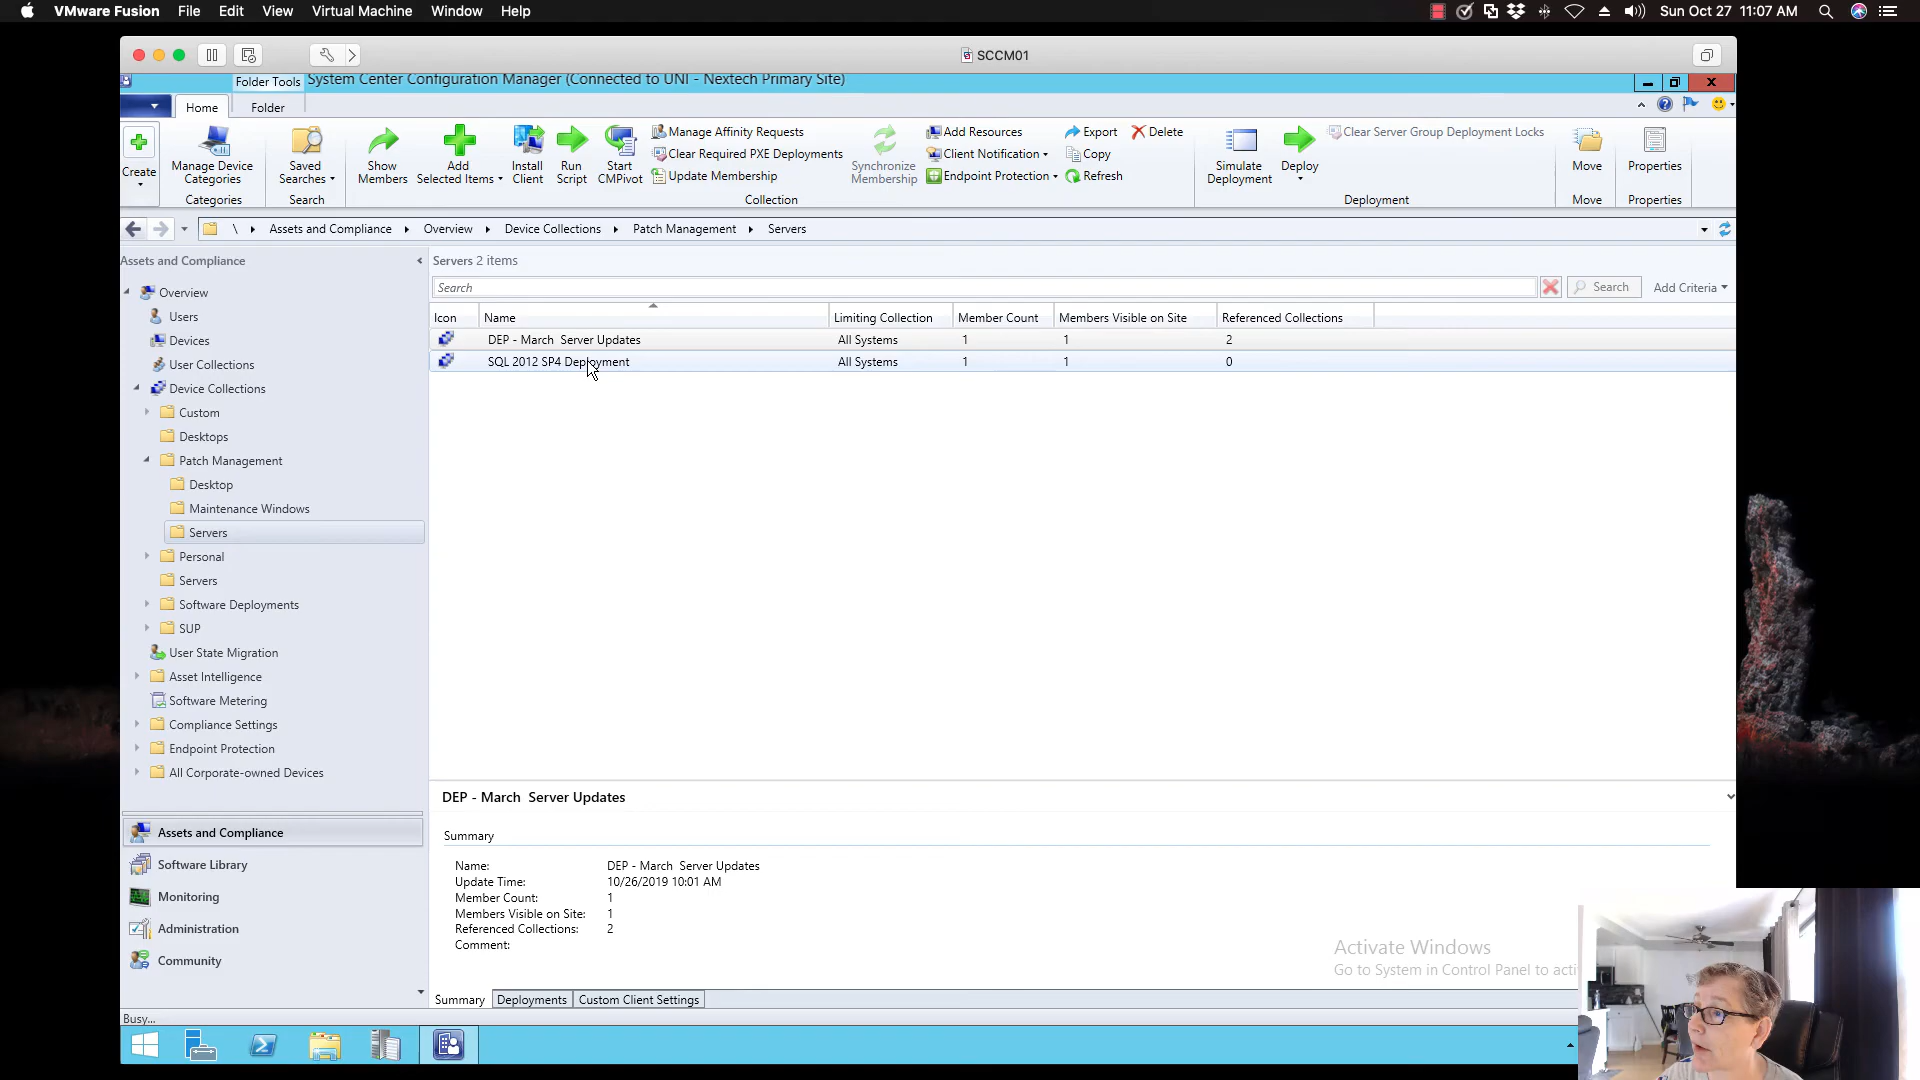 VMware Fusion File Edit View Virtual Machine Window Help Sun Oct 27 11:07 AM
SCCM01
Folder Tools System Center Configuration Manager (Connected to UNI - Nextech Primary Site)
Home Folder
Create
Manage Device Categories
Categories
Saved Searches
Search
Show Members
Add Selected Items
Install Client
Run Script
Start CMPivot
Manage Affinity Requests
Clear Required PXE Deployments
Update Membership
Synchronize Membership
Add Resources
Client Notification
Endpoint Protection
Export
Copy
Refresh
Delete
Collection
Simulate Deployment
Deploy
Clear Server Group Deployment Locks
Deployment
Move
Move
Properties
Properties
\ Assets and Compliance Overview Device Collections Patch Management Servers
Assets and Compliance
Overview
Users
Devices
User Collections
Device Collections
Custom
Desktops
Patch Management
Desktop
Maintenance Windows
Servers
Personal
Servers
Software Deployments
SUP
User State Migration
Asset Intelligence
Software Metering
Compliance Settings
Endpoint Protection
All Corporate-owned Devices
Assets and Compliance
Software Library
Monitoring
Administration
Community
Servers 2 items
Search Search Add Criteria
Icon Name Limiting Collection Member Count Members Visible on Site Referenced Collections
DEP - March Server Updates All Systems 1 1 2
SQL 2012 SP4 Deployment All Systems 1 1 0
DEP - March Server Updates
Summary
Name: DEP - March Server Updates
Update Time: 10/26/2019 10:01 AM
Member Count: 1
Members Visible on Site: 1
Referenced Collections: 2
Comment:
Activate Windows
Go to System in Control Panel to acti
Summary Deployments Custom Client Settings
Busy...